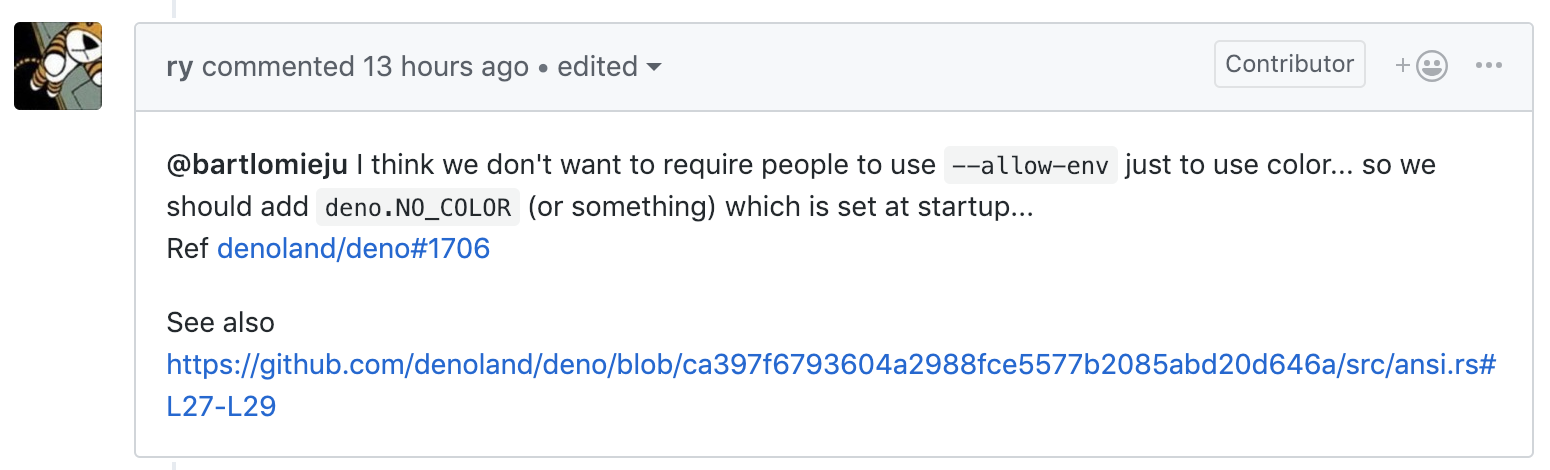 ry commented 13 hours ago • edited
Contributor
@bartlomieju I think we don't want to require people to use --allow-env just to use color... so we
should add deno.NO_COLOR (or something) which is set at startup...
Ref denoland/deno#1706
See also
https://github.com/denoland/deno/blob/ca397f6793604a2988fce5577b2085abd20d646a/src/ansi.rs#
L27-L29